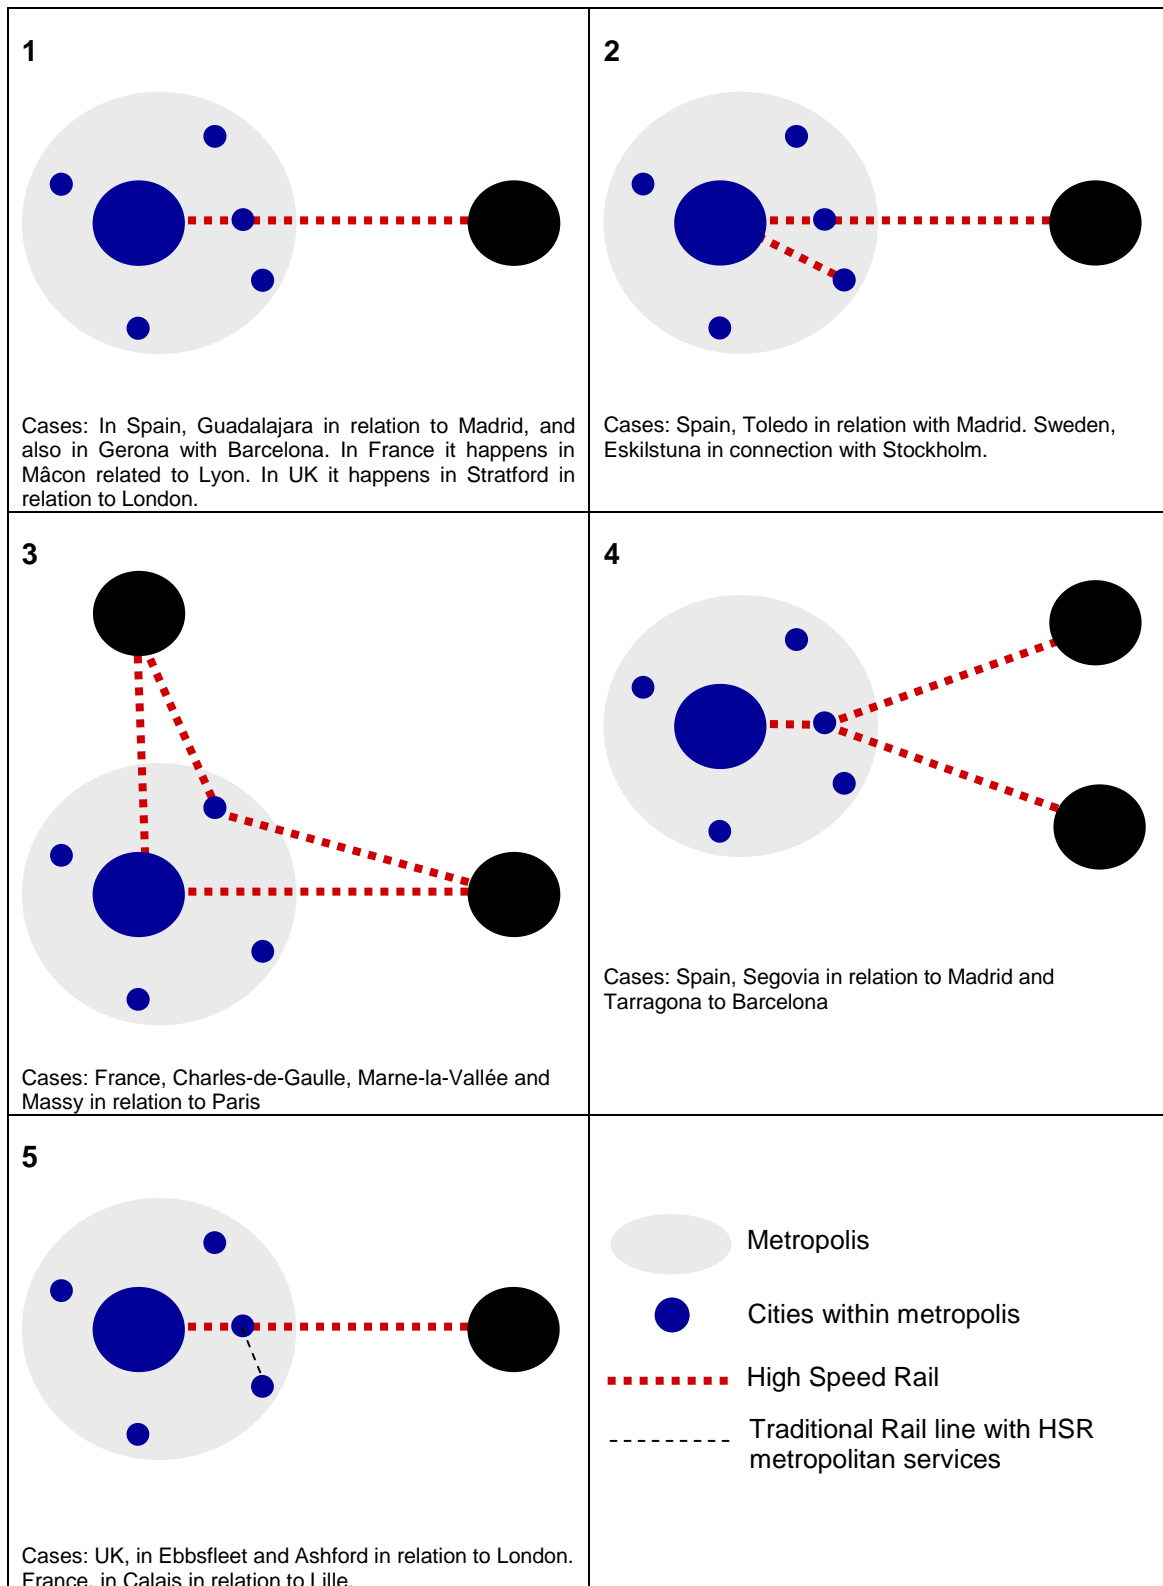 1
2
Cases: In Spain, Guadalajara in relation to Madrid, and
also in Gerona with Barcelona. In France it happens in
Mâcon related to Lyon. In UK it happens in Stratford in
relation to London.
Cases: Spain, Toledo in relation with Madrid. Sweden,
Eskilstuna in connection with Stockholm.
3
4
Cases: France, Charles-de-Gaulle, Marne-la-Vallée and
Massy in relation to Paris
Cases: Spain, Segovia in relation to Madrid and
Tarragona to Barcelona
5
Metropolis
Cities within metropolis
High Speed Rail
Traditional Rail line with HSR
metropolitan services
Cases: UK, in Ebbsfleet and Ashford in relation to London.
France, in Calais in relation to Lille.